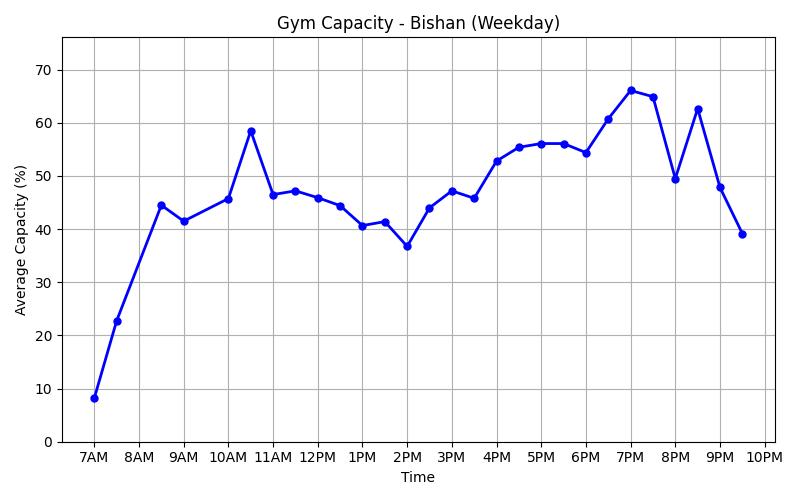 Gym Capacity - Bishan (Weekday)
Average Capacity (%)
70
60
50
40
30
20
10
0
7AM 8AM 9AM 10AM 11AM 12PM 1PM 2PM 3PM 4PM 5PM 6PM 7PM 8PM 9PM 10PM
Time